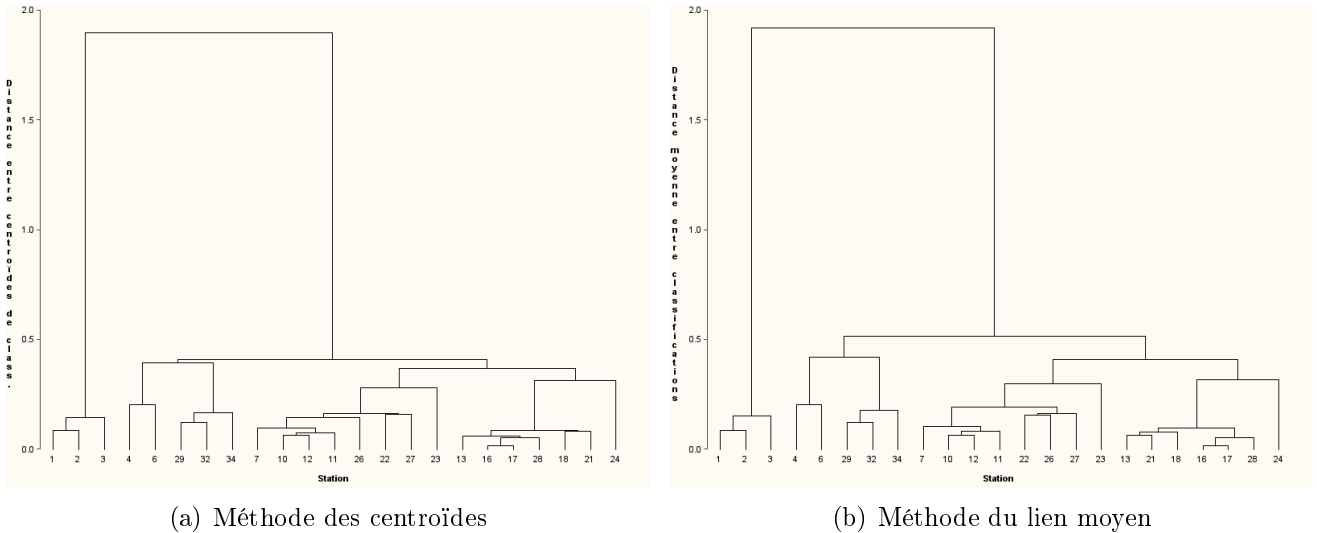 2.0
1.5
1.0
0.5
0.0
Distance entre centroïdes de class.
1 2 3 4 6 29 32 34 7 10 12 11 26 22 27 23 13 16 17 28 18 21 24
Station
(a) Méthode des centroïdes
2.0
1.5
1.0
0.5
0.0
Distance moyenne entre classifications
1 2 3 4 6 29 32 34 7 10 12 11 22 26 27 23 13 21 18 16 17 28 24
Station
(b) Méthode du lien moyen